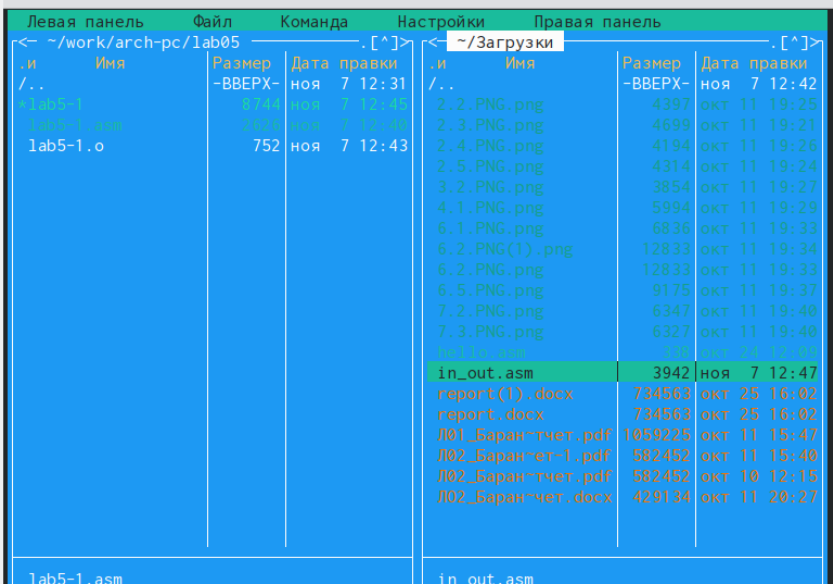 Левая панель Файл Команда Настройки Правая панель
<─ ~/work/arch-pc/lab05 ─.[^]>
.и Имя Размер Дата правки
/.. -ВВЕРХ- ноя 7 12:31
*lab5-1 8744 ноя 7 12:45
lab5-1.asm 2626 ноя 7 12:40
lab5-1.o 752 ноя 7 12:43
lab5-1.asm
<─ ~/Загрузки ─.[^]>
.и Имя Размер Дата правки
/.. -ВВЕРХ- ноя 7 12:42
2.2.PNG.png 4397 окт 11 19:25
2.3.PNG.png 4699 окт 11 19:21
2.4.PNG.png 4194 окт 11 19:26
2.5.PNG.png 4314 окт 11 19:24
3.2.PNG.png 3854 окт 11 19:27
4.1.PNG.png 5994 окт 11 19:29
6.1.PNG.png 6836 окт 11 19:33
6.2.PNG(1).png 12833 окт 11 19:34
6.2.PNG.png 12833 окт 11 19:33
6.5.PNG.png 9175 окт 11 19:37
7.2.PNG.png 6347 окт 11 19:40
7.3.PNG.png 6327 окт 11 19:40
hello.asm 338 окт 24 12:09
in_out.asm 3942 ноя 7 12:47
report(1).docx 734563 окт 25 16:02
report.docx 734563 окт 25 16:02
Л01_Баран~тчет.pdf 1059225 окт 11 15:47
Л02_Баран~ет-1.pdf 582452 окт 11 15:40
Л02_Баран~тчет.pdf 582452 окт 10 12:15
Л02_Баран~чет.docx 429134 окт 11 20:27
in_out.asm